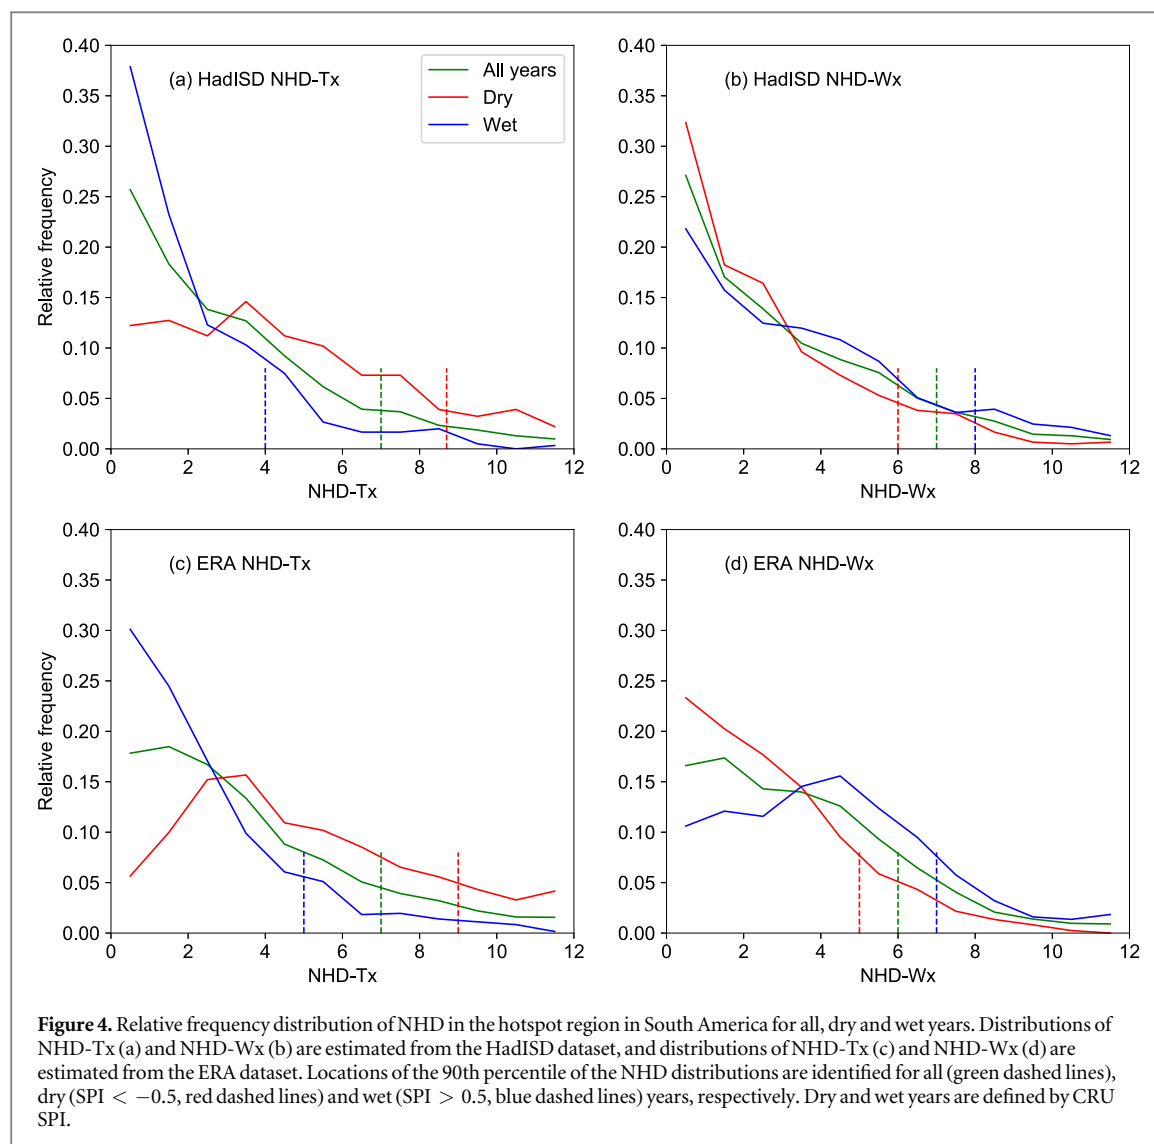 0.40
0.35
0.30
0.25
0.20
0.15
0.10
0.05
0.00
Relative frequency
(a) HadISD NHD-Tx
All years
Dry
Wet
0 2 4 6 8 10 12
NHD-Tx
0.40
0.35
0.30
0.25
0.20
0.15
0.10
0.05
0.00
(b) HadISD NHD-Wx
0 2 4 6 8 10 12
NHD-Wx
0.40
0.35
0.30
0.25
0.20
0.15
0.10
0.05
0.00
Relative frequency
(c) ERA NHD-Tx
0 2 4 6 8 10 12
NHD-Tx
0.40
0.35
0.30
0.25
0.20
0.15
0.10
0.05
0.00
(d) ERA NHD-Wx
0 2 4 6 8 10 12
NHD-Wx
Figure 4. Relative frequency distribution of NHD in the hotspot region in South America for all, dry and wet years. Distributions of
NHD-Tx (a) and NHD-Wx (b) are estimated from the HadISD dataset, and distributions of NHD-Tx (c) and NHD-Wx (d) are
estimated from the ERA dataset. Locations of the 90th percentile of the NHD distributions are identified for all (green dashed lines),
dry (SPI < −0.5, red dashed lines) and wet (SPI > 0.5, blue dashed lines) years, respectively. Dry and wet years are defined by CRU
SPI.